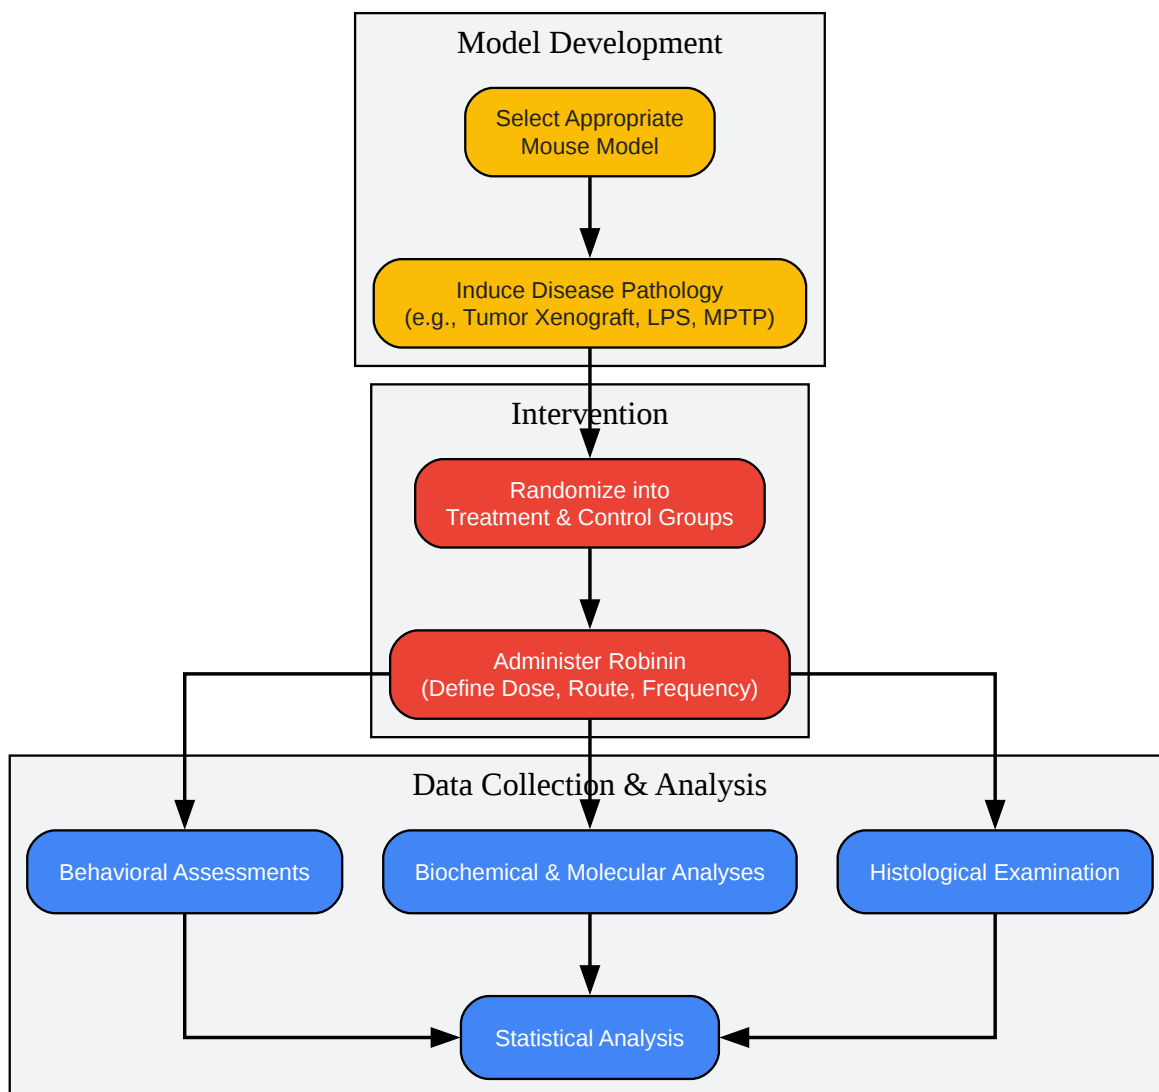 Model Development
Select Appropriate
Mouse Model
Induce Disease Pathology
(e.g., Tumor Xenograft, LPS, MPTP)
Intervention
Randomize into
Treatment & Control Groups
Administer Robinin
(Define Dose, Route, Frequency)
Data Collection & Analysis
Behavioral Assessments
Biochemical & Molecular Analyses
Histological Examination
Statistical Analysis